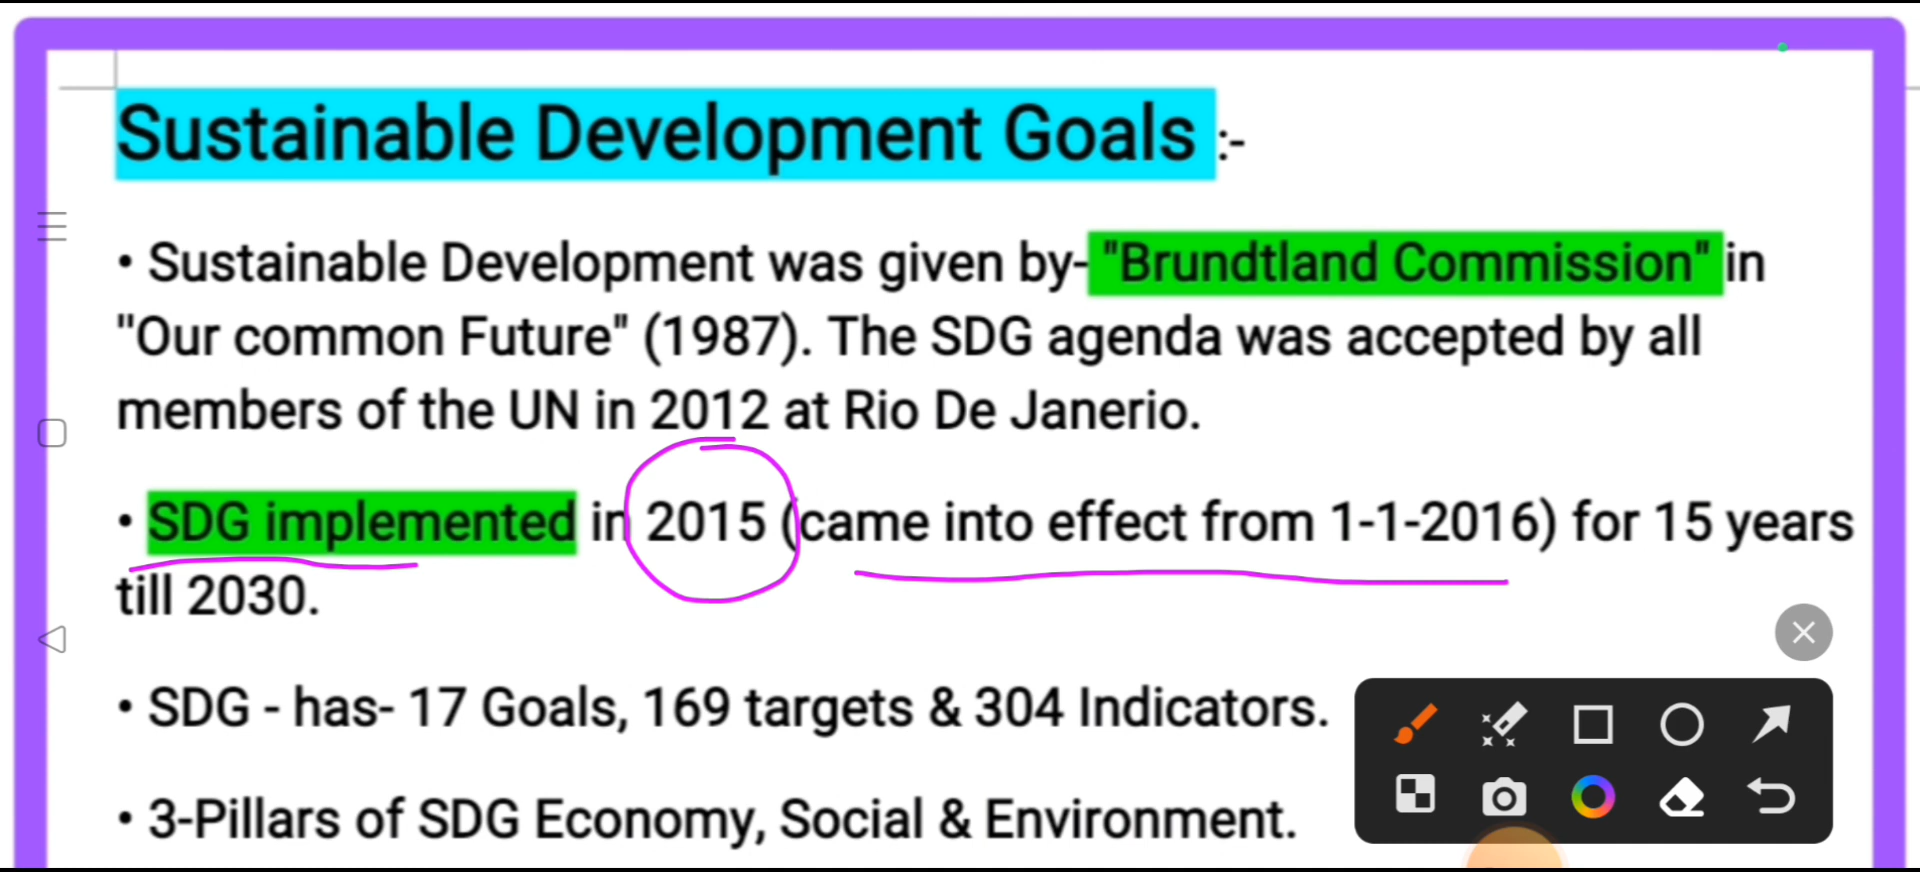 Sustainable Development Goals :-
• Sustainable Development was given by- "Brundtland Commission" in
"Our common Future" (1987). The SDG agenda was accepted by all
members of the UN in 2012 at Rio De Janerio.
• SDG implemented in 2015 (came into effect from 1-1-2016) for 15 years
till 2030.
• SDG - has- 17 Goals, 169 targets & 304 Indicators.
• 3-Pillars of SDG Economy, Social & Environment.